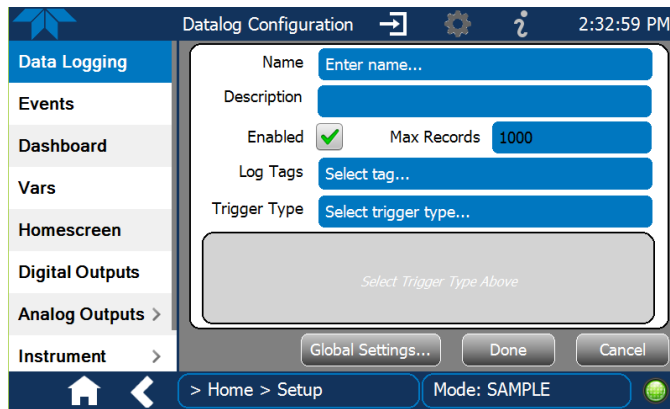 Datalog Configuration
2:32:59 PM
Data Logging
Events
Dashboard
Vars
Homescreen
Digital Outputs
Analog Outputs >
Instrument >
Name Enter name...
Description
Enabled Max Records 1000
Log Tags Select tag...
Trigger Type Select trigger type...
Select Trigger Type Above
Global Settings... Done Cancel
> Home > Setup Mode: SAMPLE